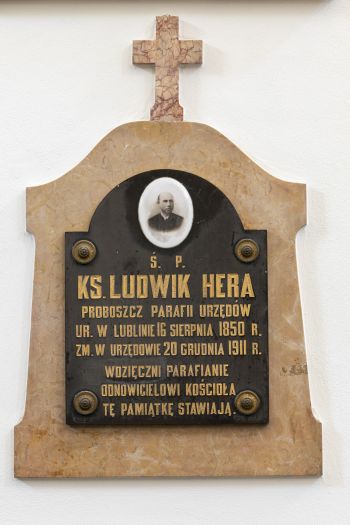 Ś. P.
KS. LUDWIK HERA
PROBOSZCZ PARAFII URZĘDÓW
UR. W LUBLINIE 16 SIERPNIA 1850 R.
ZM. W URZĘDOWIE 20 GRUDNIA 1911 R.
WDZIĘCZNI PARAFIANIE
ODNOWICIELOWI KOŚCIOŁA
TĘ PAMIĄTKĘ STAWIAJĄ.